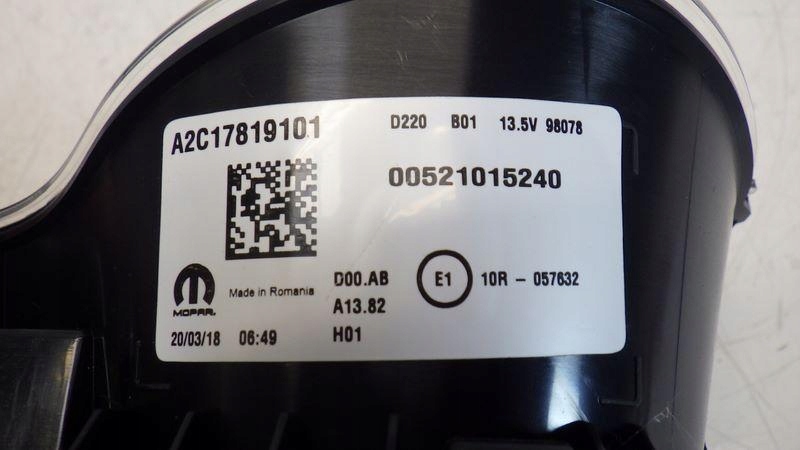 A2C17819101 D220 B01 13.5V 98078
00521015240
D00.AB E1 10R - 057632
MOPAR. Made in Romania A13.82
20/03/18 06:49 H01